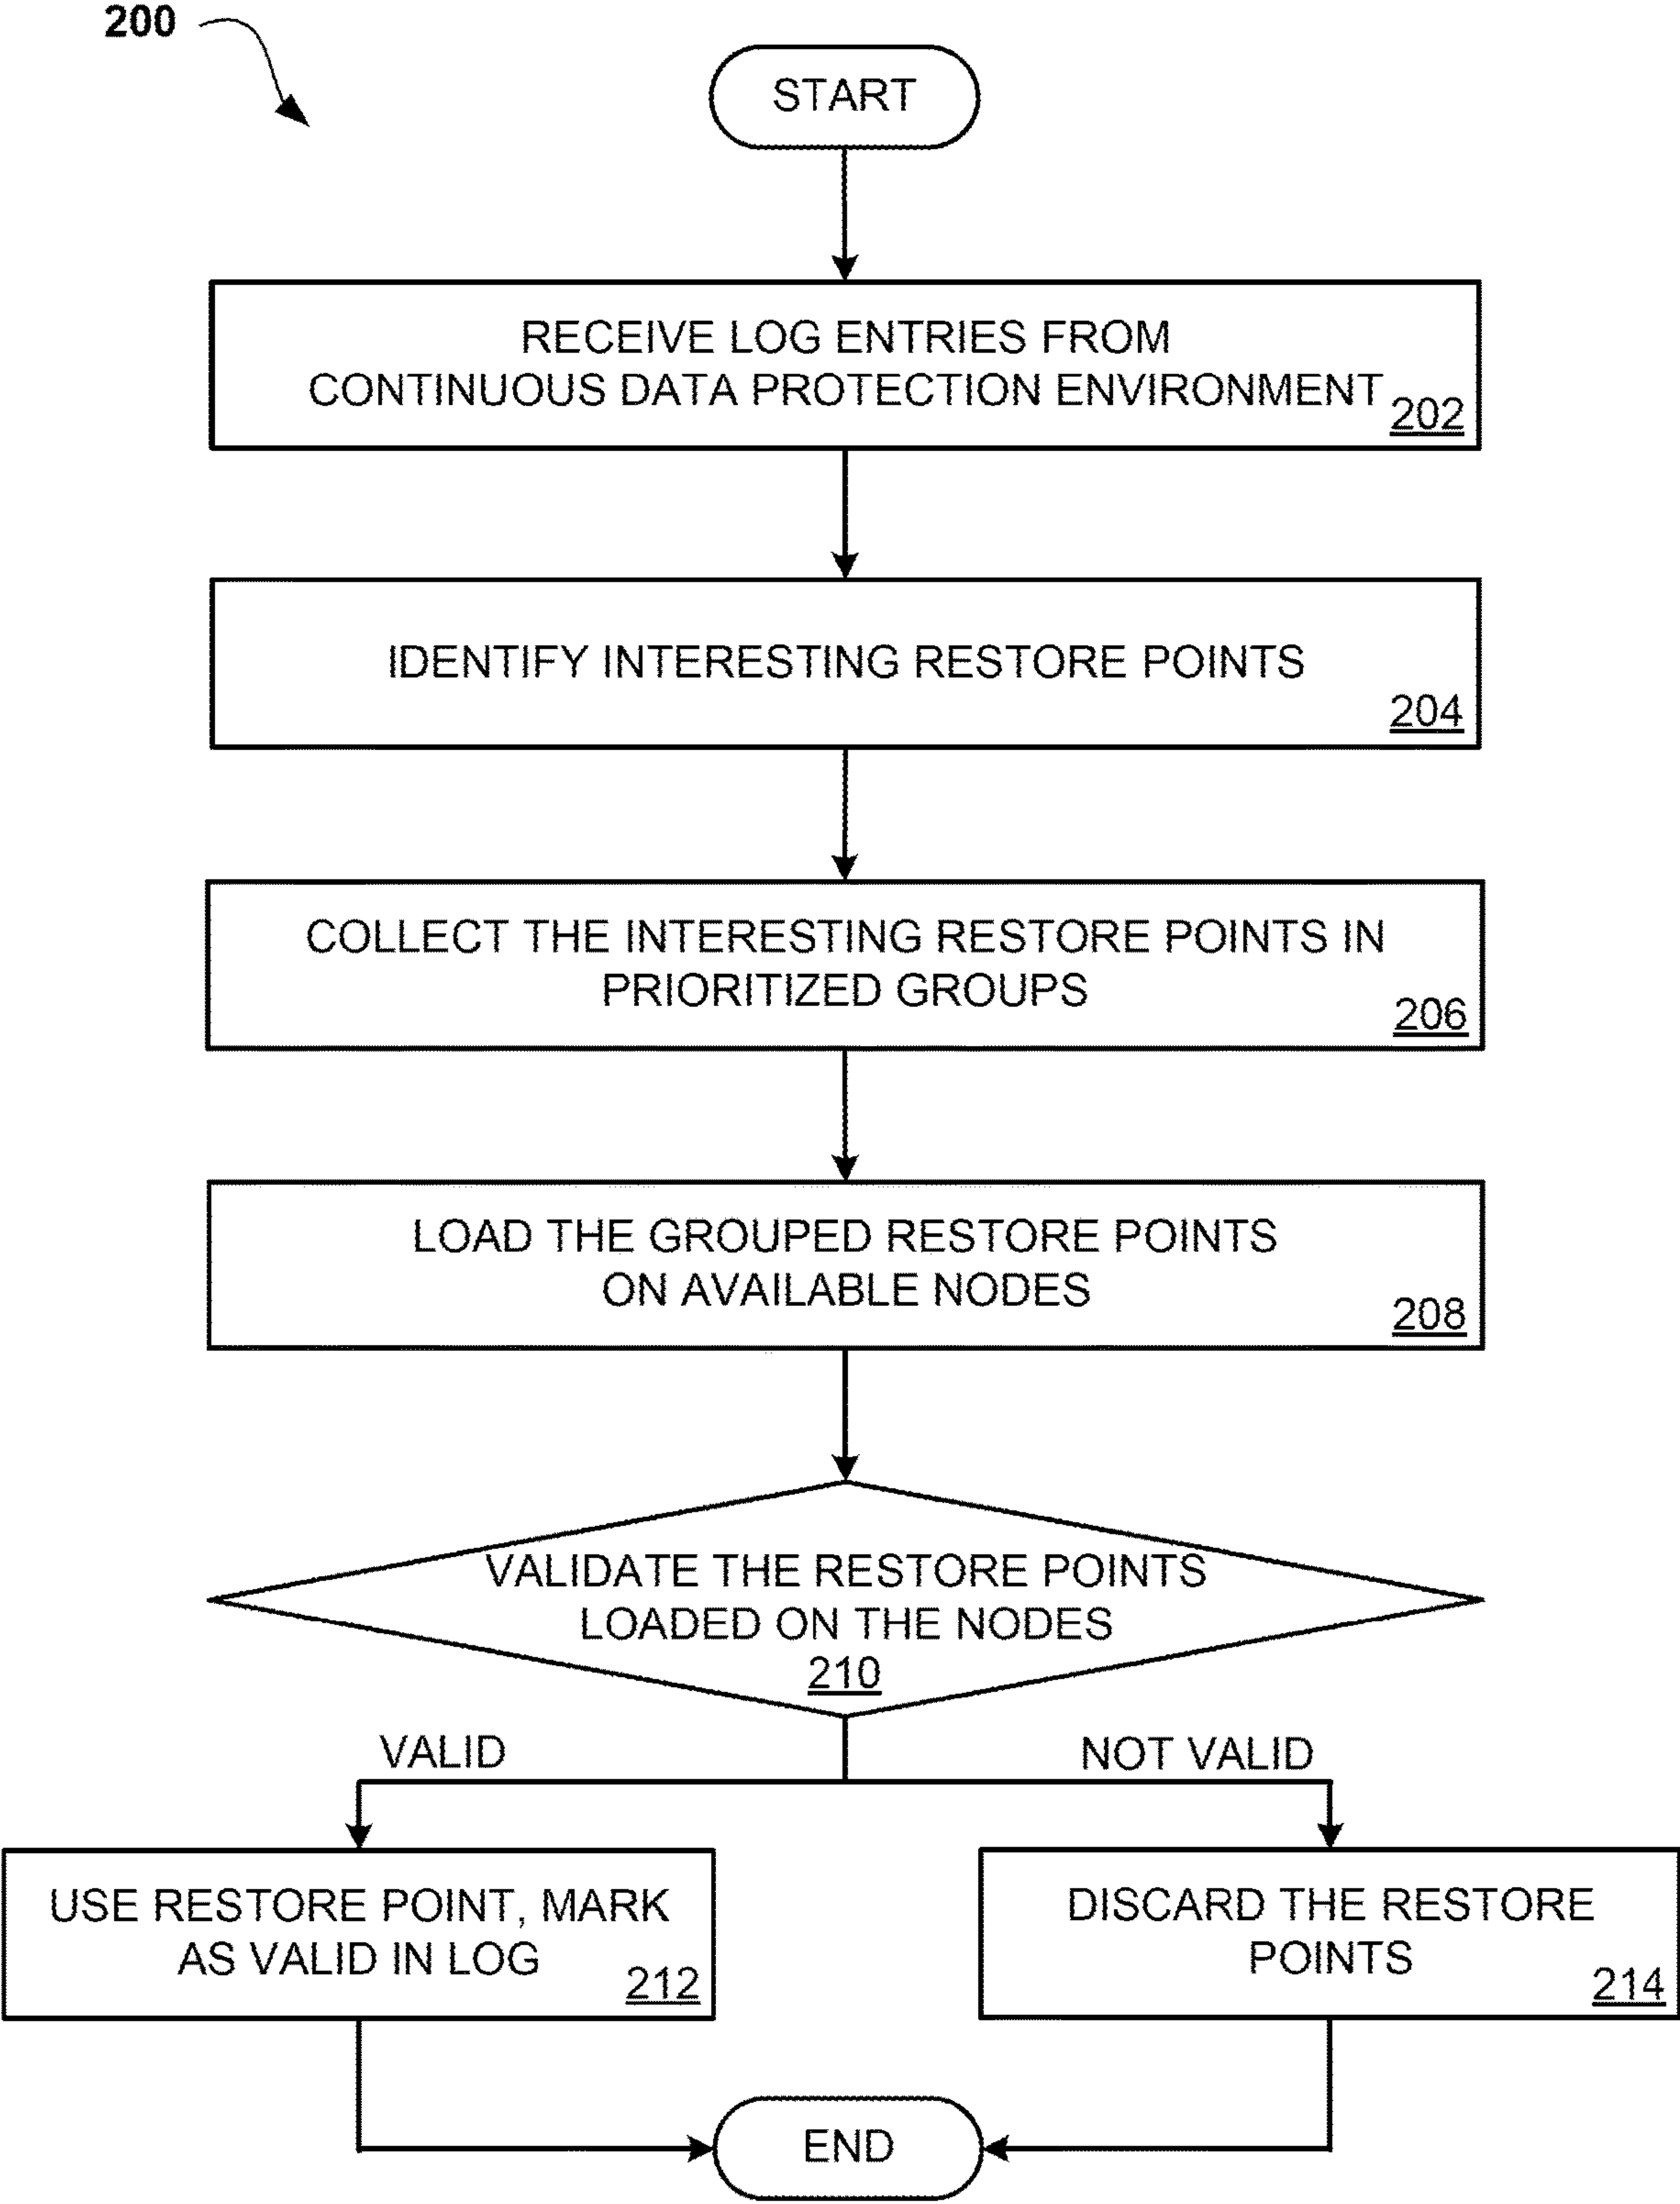 200
START
RECEIVE LOG ENTRIES FROM
CONTINUOUS DATA PROTECTION ENVIRONMENT
202
IDENTIFY INTERESTING RESTORE POINTS
204
COLLECT THE INTERESTING RESTORE POINTS IN
PRIORITIZED GROUPS
206
LOAD THE GROUPED RESTORE POINTS
ON AVAILABLE NODES
208
VALIDATE THE RESTORE POINTS
LOADED ON THE NODES
210
VALID
NOT VALID
USE RESTORE POINT, MARK
AS VALID IN LOG
212
DISCARD THE RESTORE
POINTS
214
END